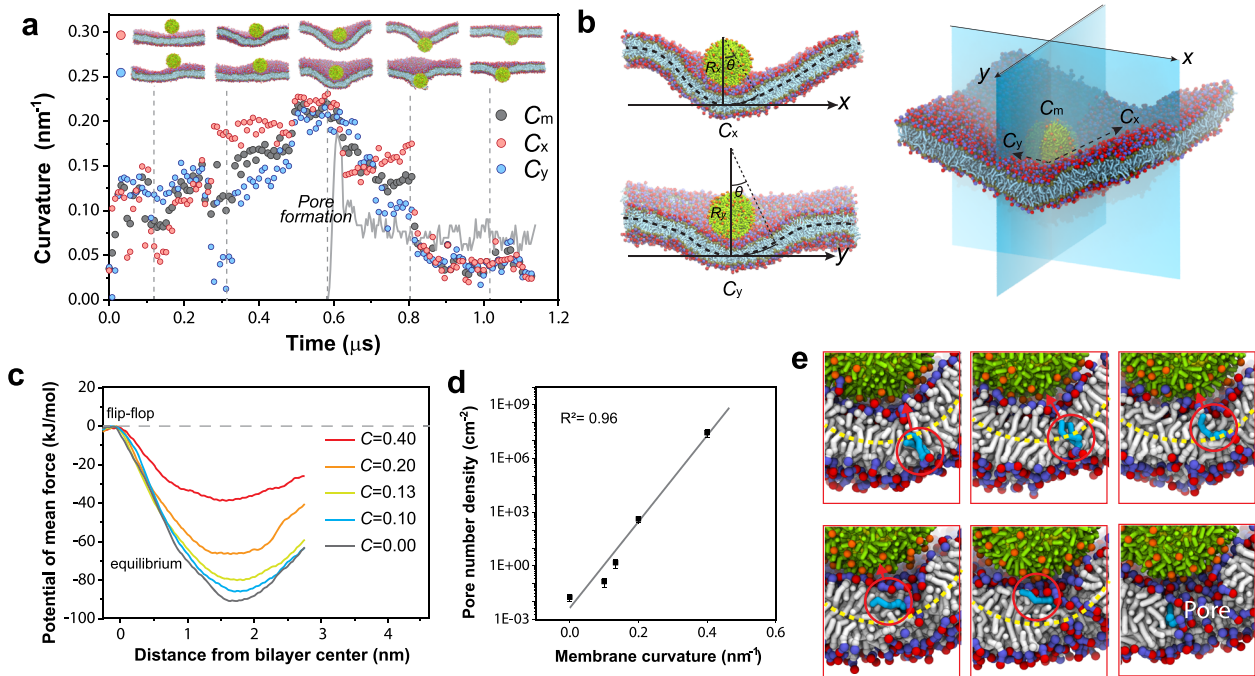 a
0.30
0.25
0.20
0.15
0.10
0.05
0.00
Curvature (nm⁻¹)
Cm
Cx
Cy
Pore
formation
0.0 0.2 0.4 0.6 0.8 1.0 1.2
Time (μs)
b
Rx θ
x
Cx
θ
Ry
y
Cy
x
y
Cm
Cx
Cy
c
20
0
-20
-40
-60
-80
-100
Potential of mean force (kJ/mol)
flip-flop
C=0.40
C=0.20
C=0.13
C=0.10
C=0.00
equilibrium
0 1 2 3 4
Distance from bilayer center (nm)
d
1E+09
1E+06
1E+03
1E+00
1E-03
Pore number density (cm⁻²)
R²= 0.96
0.0 0.2 0.4 0.6
Membrane curvature (nm⁻¹)
e
Pore